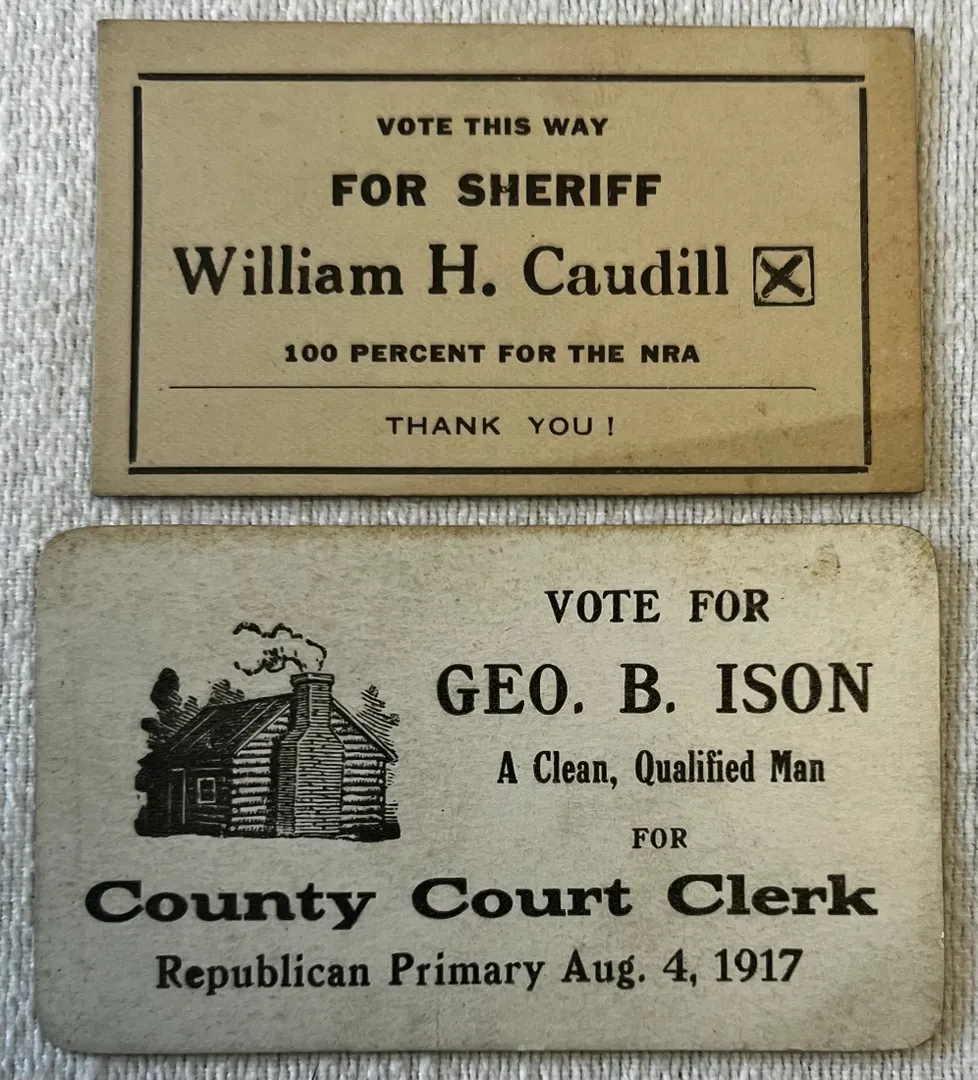 VOTE THIS WAY
FOR SHERIFF
William H. Caudill ☒
100 PERCENT FOR THE NRA
THANK YOU!
VOTE FOR
GEO. B. ISON
A Clean, Qualified Man
FOR
County Court Clerk
Republican Primary Aug. 4, 1917